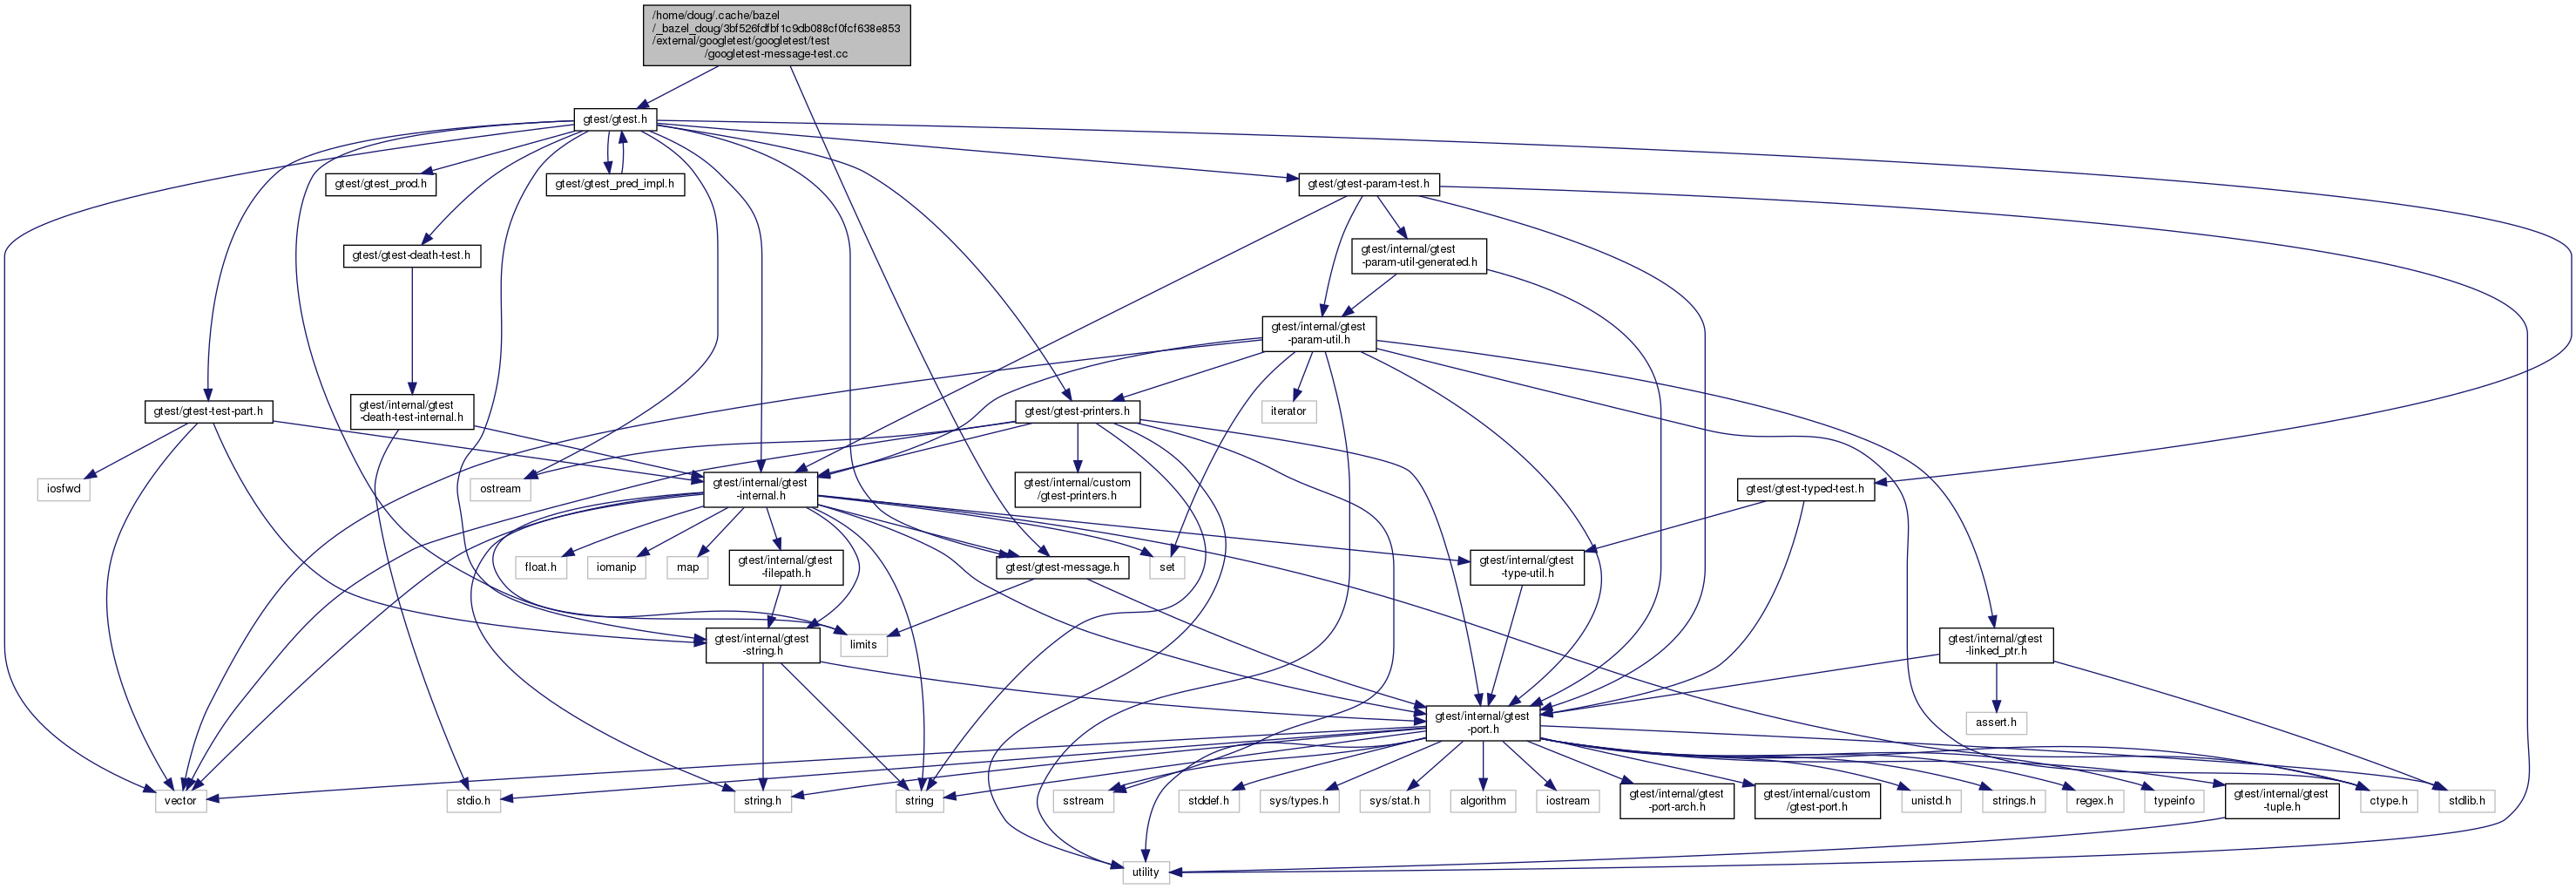 /home/doug/.cache/bazel
/_bazel_doug/3bf526fdfbf1c9db088cf0fcf638e853
/external/googletest/googletest/test
/googletest-message-test.cc
gtest/gtest.h
gtest/gtest_prod.h
gtest/gtest_pred_impl.h
gtest/gtest-param-test.h
gtest/gtest-death-test.h
gtest/internal/gtest
-param-util-generated.h
gtest/internal/gtest
-param-util.h
gtest/gtest-test-part.h
gtest/internal/gtest
-death-test-internal.h
gtest/gtest-printers.h
iterator
iosfwd
ostream
gtest/internal/gtest
-internal.h
gtest/internal/custom
/gtest-printers.h
gtest/gtest-typed-test.h
float.h
iomanip
map
gtest/internal/gtest
-filepath.h
gtest/gtest-message.h
set
gtest/internal/gtest
-type-util.h
gtest/internal/gtest
-string.h
limits
gtest/internal/gtest
-linked_ptr.h
gtest/internal/gtest
-port.h
assert.h
vector
stdio.h
string.h
string
sstream
stddef.h
sys/types.h
sys/stat.h
algorithm
iostream
gtest/internal/gtest
-port-arch.h
gtest/internal/custom
/gtest-port.h
unistd.h
strings.h
regex.h
typeinfo
gtest/internal/gtest
-tuple.h
ctype.h
stdlib.h
utility